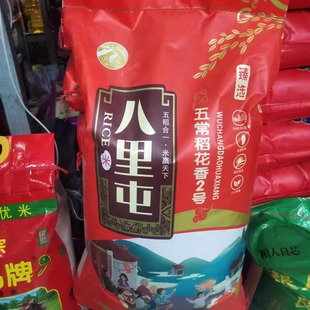 臻选
WUCHANGDAOHUAXIANG
五常稻花香2号
五稻合一·米惠天下
八里屯
RICE
米
优米
牌